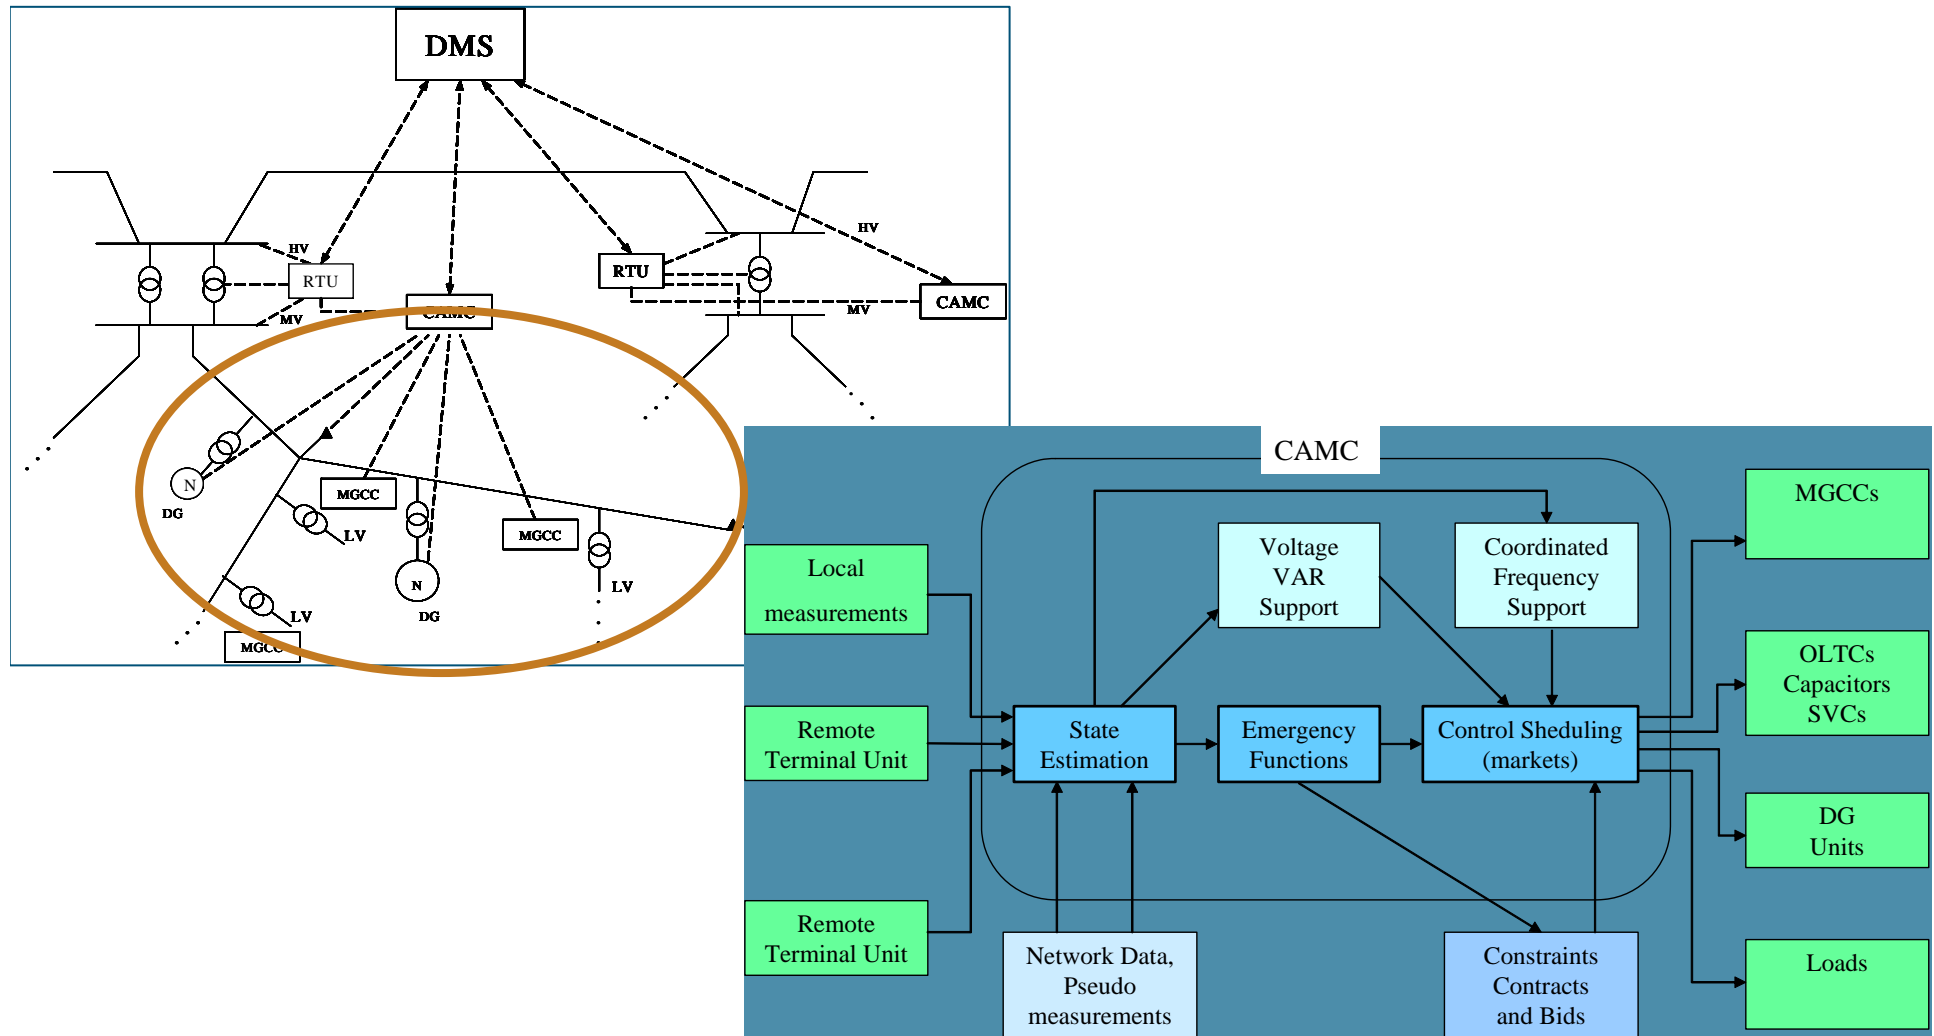 DMS
HV
HV
RTU
RTU
CAMC
CAMC
MV
MV
N
DG
MGCC
LV
MGCC
N
DG
LV
LV
MGCC
CAMC
Local
measurements
Remote
Terminal Unit
Remote
Terminal Unit
Voltage
VAR
Support
Coordinated
Frequency
Support
State
Estimation
Emergency
Functions
Control Sheduling
(markets)
Network Data,
Pseudo
measurements
Constraints
Contracts
and Bids
MGCCs
OLTCs
Capacitors
SVCs
DG
Units
Loads